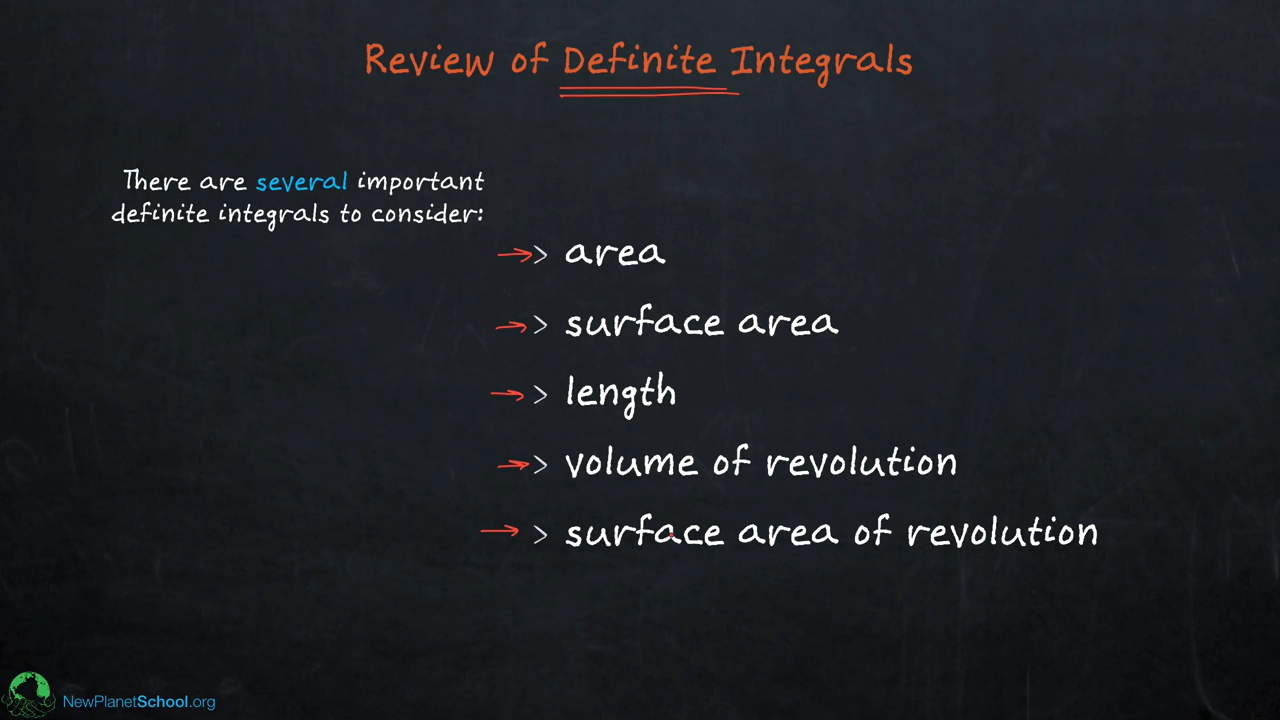 Review of Definite Integrals
There are several important
definite integrals to consider:
> area
> surface area
> length
> volume of revolution
> surface area of revolution
NewPlanetSchool.org